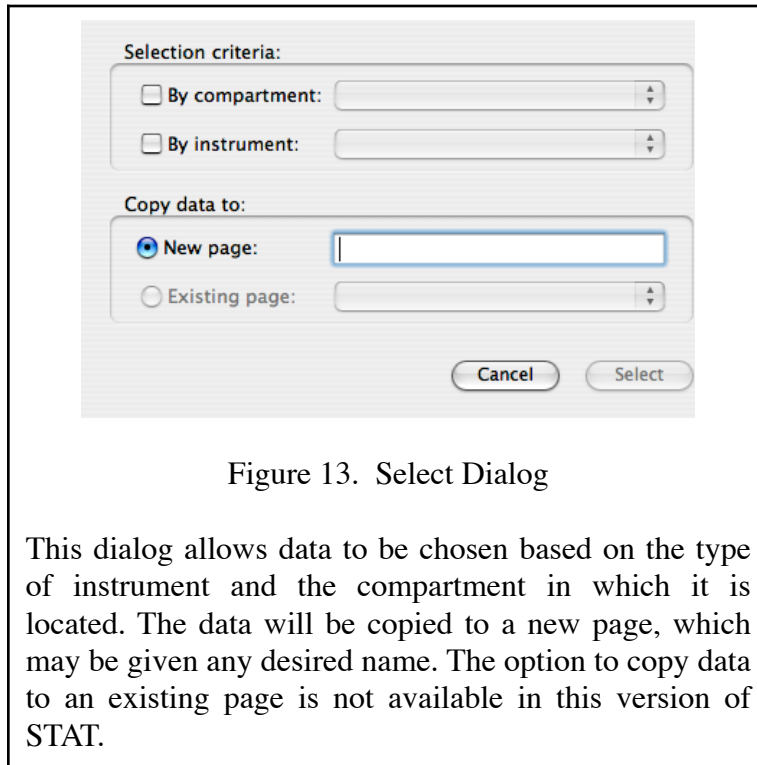 Selection criteria:
By compartment:
By instrument:
Copy data to:
New page:
Existing page:
Cancel Select
Figure 13. Select Dialog
This dialog allows data to be chosen based on the type
of instrument and the compartment in which it is
located. The data will be copied to a new page, which
may be given any desired name. The option to copy data
to an existing page is not available in this version of
STAT.